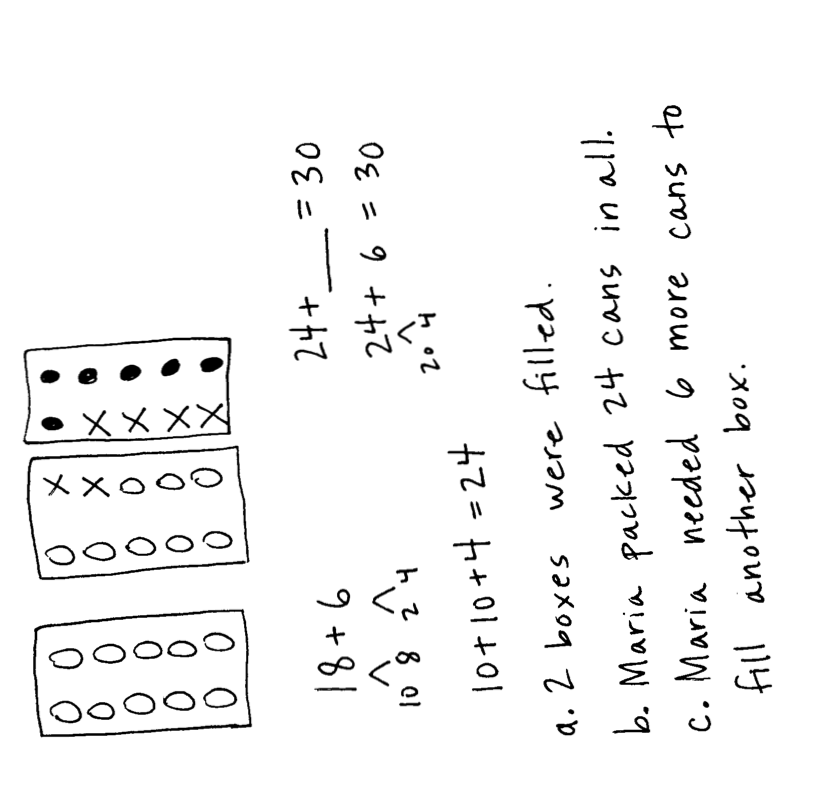 18 + 6
10 8 2 4
10 + 10 + 4 = 24
24 + ___ = 30
24 + 6 = 30
20 4
a. 2 boxes were filled.
b. Maria packed 24 cans in all.
c. Maria needed 6 more cans to
fill another box.